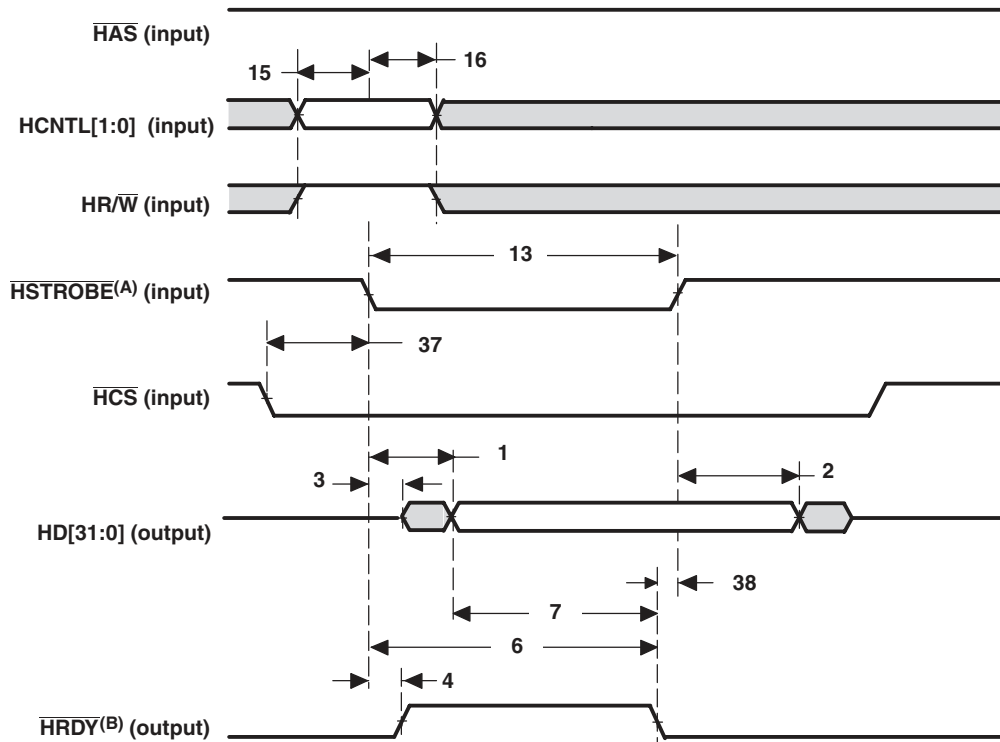 HAS (input)
15
16
HCNTL[1:0] (input)
HR/W (input)
13
HSTROBE(A) (input)
37
HCS (input)
1
3
2
HD[31:0] (output)
38
7
6
4
HRDY(B) (output)